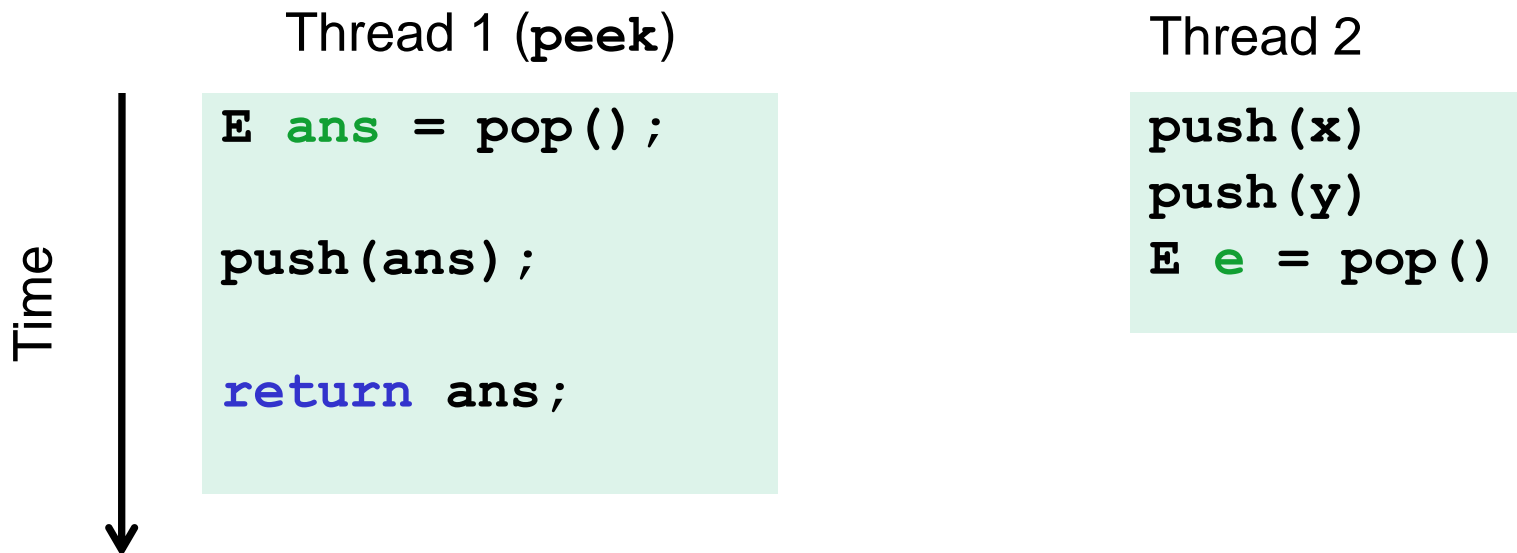 Thread 1 (peek)
E ans = pop();
push(ans);
return ans;
Thread 2
push(x)
push(y)
E e = pop()
Time